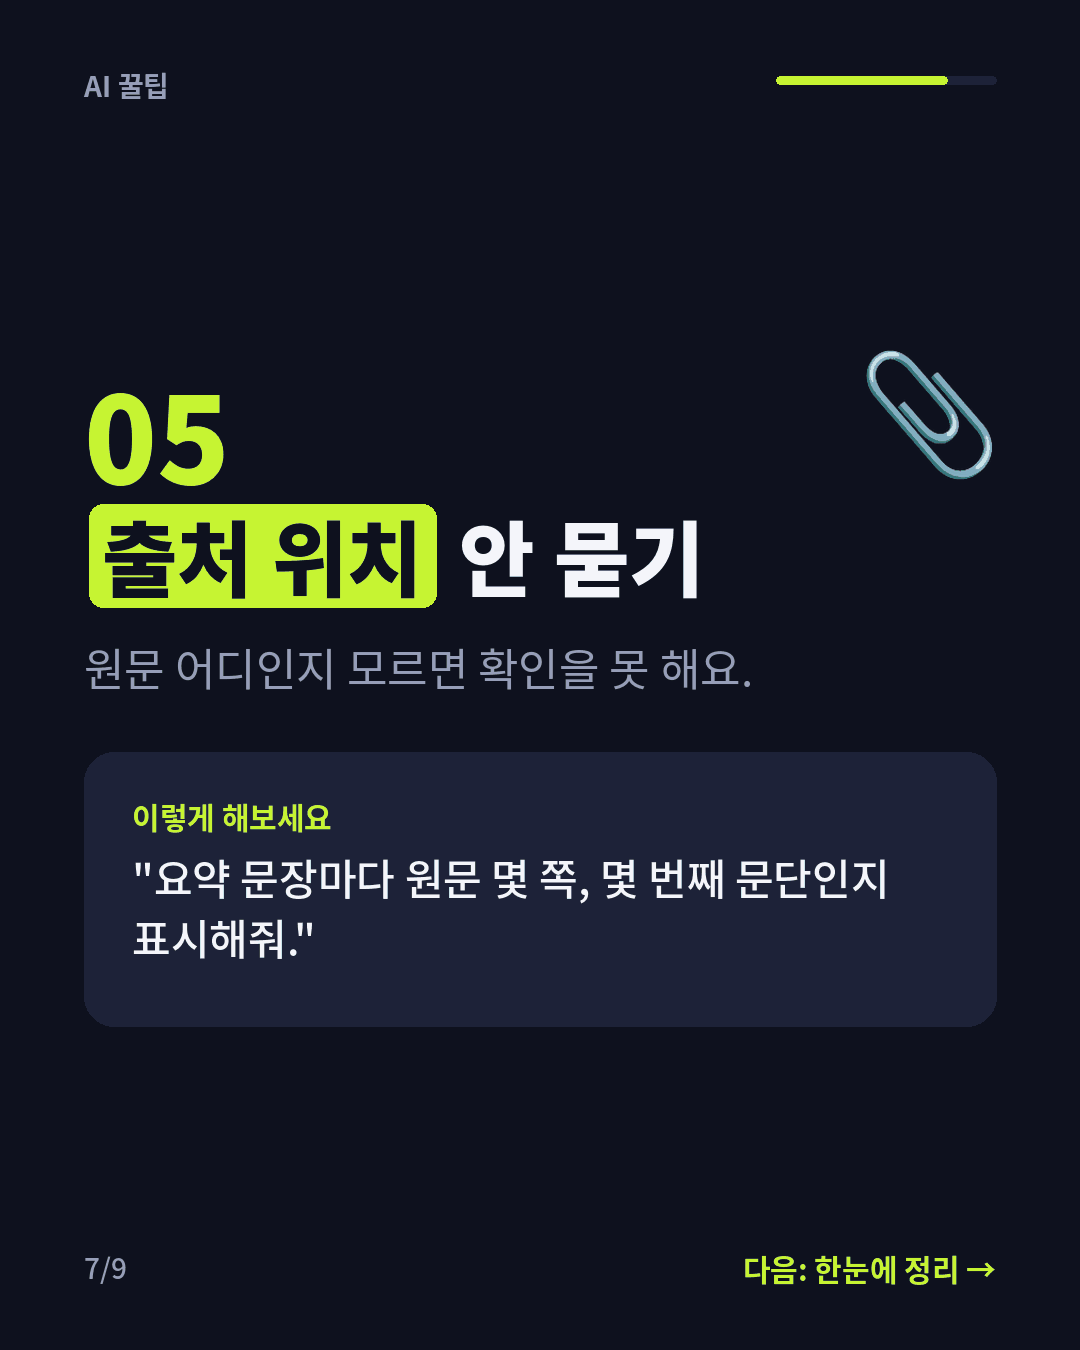 AI 꿀팁
05
출처 위치 안 묻기
원문 어디인지 모르면 확인을 못 해요.
이렇게 해보세요
"요약 문장마다 원문 몇 쪽, 몇 번째 문단인지
표시해줘."
7/9
다음: 한눈에 정리 →